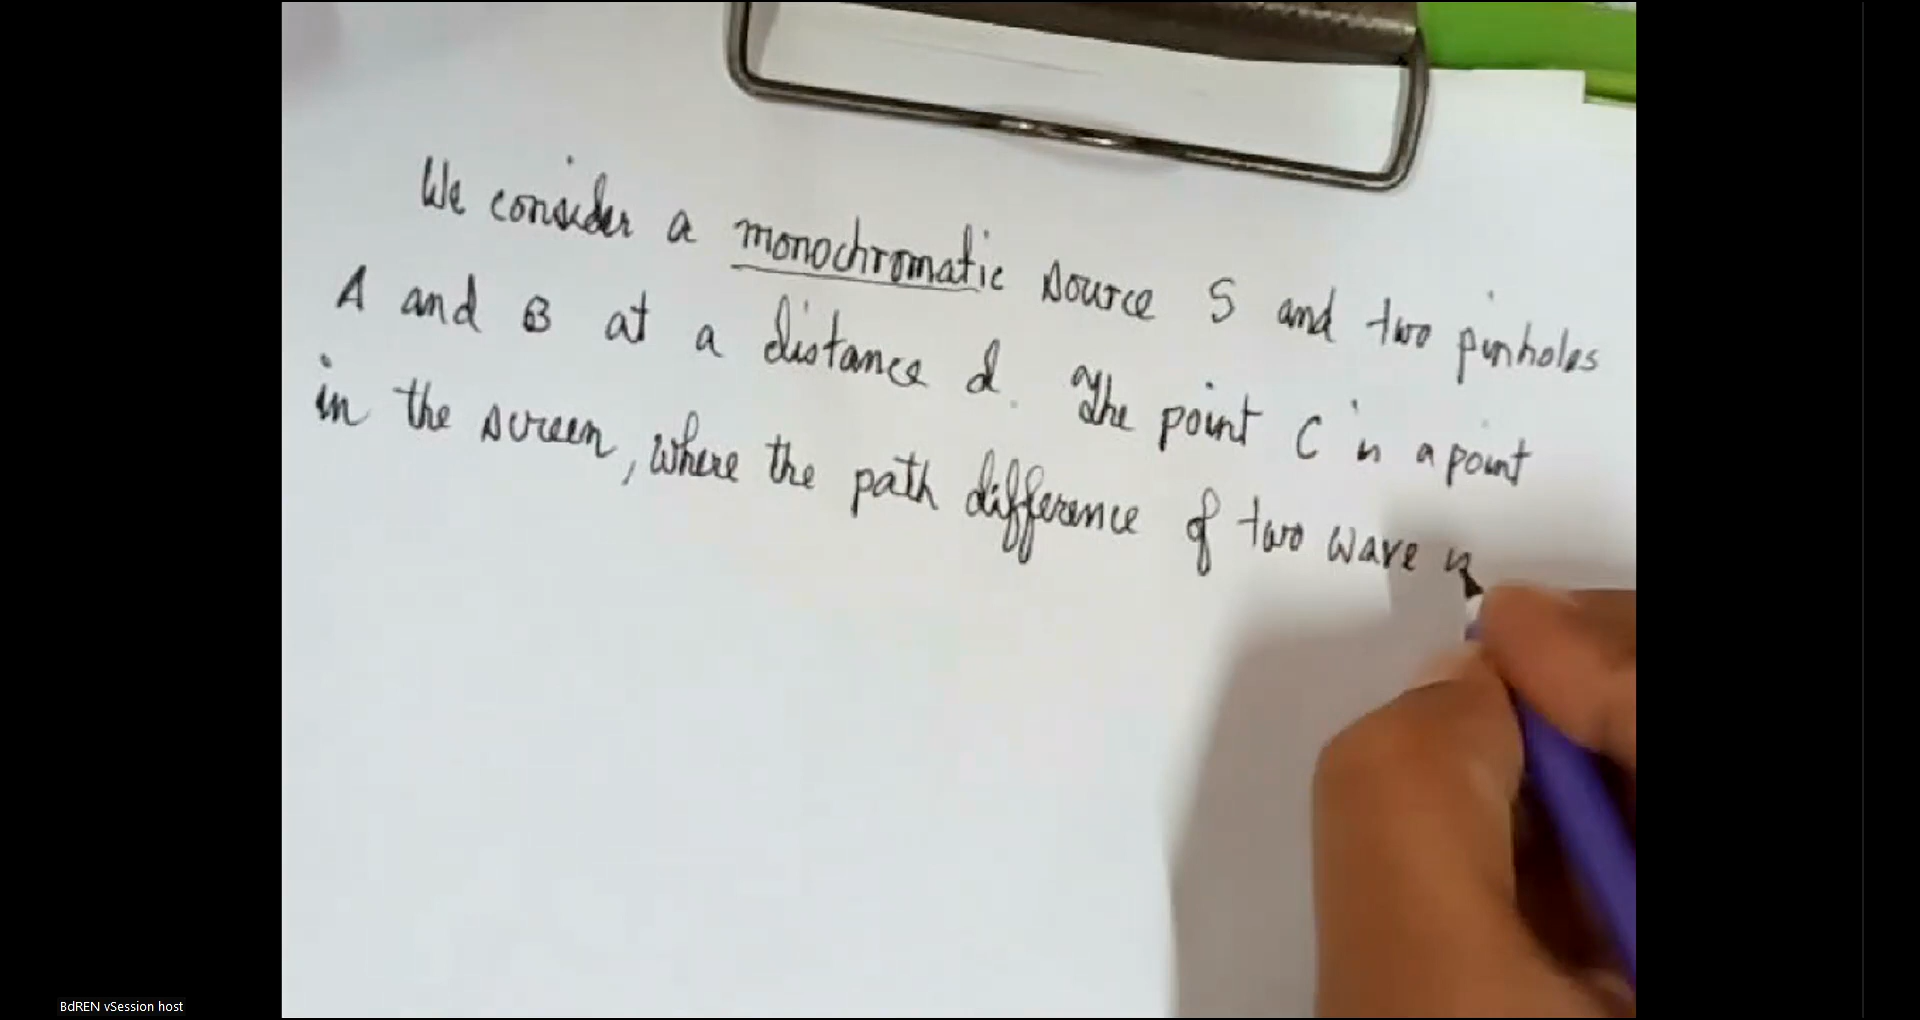 We consider a monochromatic source S and two pinholes
A and B at a distance d. The point C is a point
in the screen, where the path difference of two wave is
BdREN vSession host